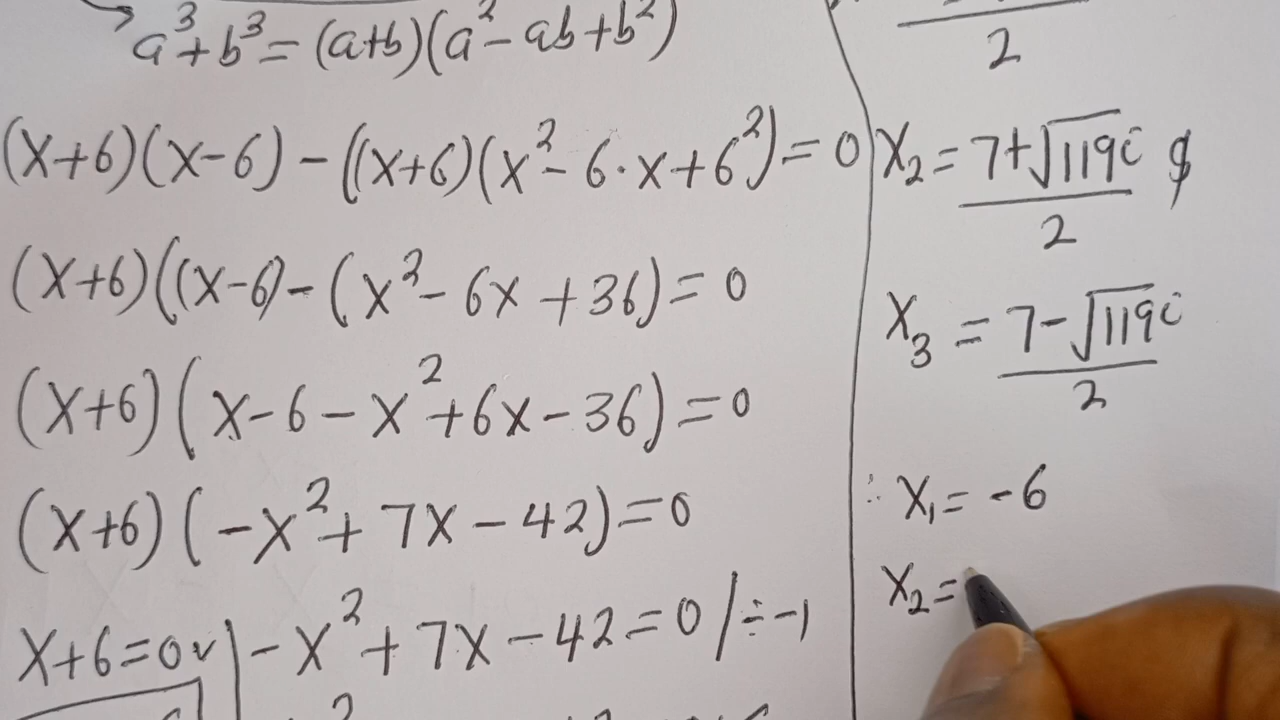 a³+b³=(a+b)(a²-ab+b²)
(x+6)(x-6)-((x+6)(x²-6·x+6²)=0
(x+6)((x-6)-(x²-6x+36)=0
(x+6)(x-6-x²+6x-36)=0
(x+6)(-x²+7x-42)=0
x+6=0 v | -x²+7x-42=0/÷-1
2
x₂=7+√119i
2
x₃=7-√119i
2
∴ x₁=-6
x₂=